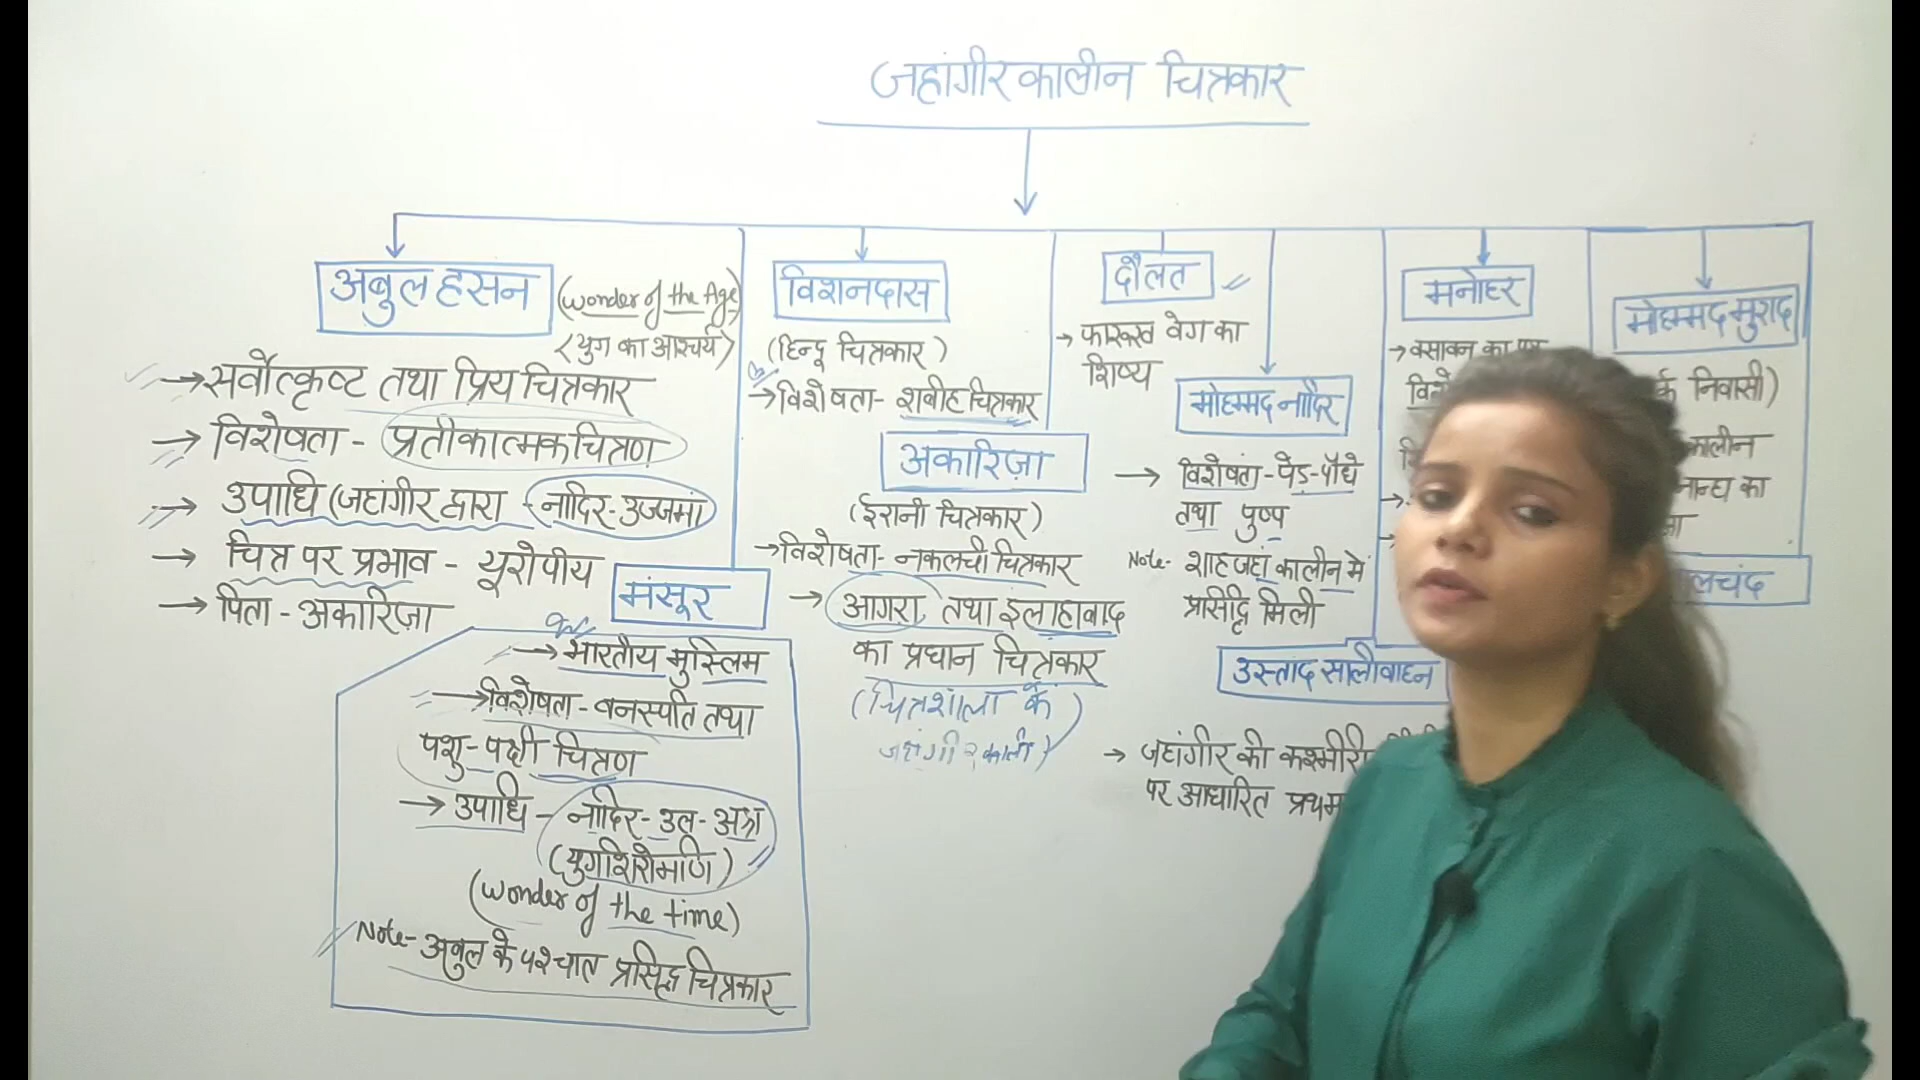 जहांगीर कालीन चित्रकार
अबुल हसन
(wonder of the Age)
(युग का आश्चर्य)
→ सर्वोत्कृष्ट तथा प्रिय चित्रकार
→ विशेषता - प्रतीकात्मक चित्रण
→ उपाधि (जहांगीर द्वारा - नादिर-उज्जमां
→ चित्र पर प्रभाव - यूरोपीय
→ पिता - अकारिज़ा
मंसूर
→ भारतीय मुस्लिम
→ विशेषता - वनस्पति तथा
पशु-पक्षी चित्रण
→ उपाधि - नादिर-उल-अस्र
(युगशिरोमणि)
(wonder of the time)
Note- अबुल के पश्चात प्रसिद्ध चित्रकार
विशनदास
(हिन्दू चित्रकार)
→ विशेषता - शबीह चित्रकार
अकारिज़ा
(ईरानी चित्रकार)
→ विशेषता - नकलची चित्रकार
→ आगरा तथा इलाहाबाद
का प्रधान चित्रकार
(चित्रशाला के
दौलत
→ फारूख वेग का
शिष्य
मोहम्मद नादिर
→ विशेषता - पेड़-पौधे
तथा पुष्प
Note- शाहजहां कालीन में
प्रसिद्धि मिली
उस्ताद सालीवाहन
→ जहांगीर की कश्मीरी
पर आधारित प्रथम
मनोहर
→ वसावन का
मोहम्मद मुराद
निवासी)
कालीन
का